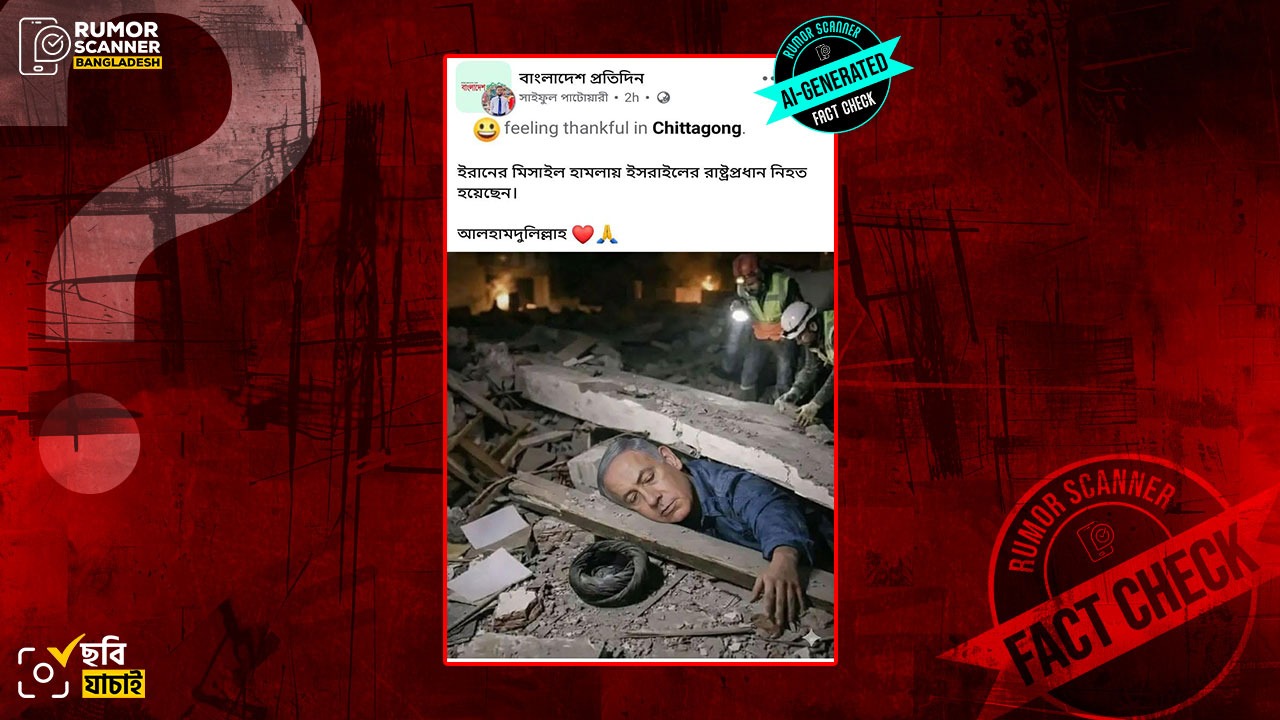 RUMOR
SCANNER
BANGLADESH
RUMOR SCANNER
AI-GENERATED
FACT CHECK
বাংলাদেশ প্রতিদিন
সাইফুল পাটোয়ারী • 2h •
feeling thankful in Chittagong.
ইরানের মিসাইল হামলায় ইসরাইলের রাষ্ট্রপ্রধান নিহত
হয়েছেন।
আলহামদুলিল্লাহ ❤️🙏
RUMOR SCANNER
FACT CHECK
ছবি
যাচাই